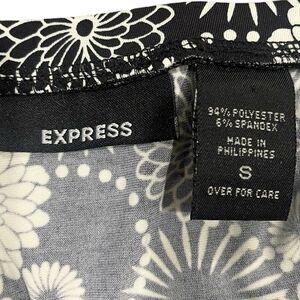 EXPRESS
94% POLYESTER
6% SPANDEX
MADE IN
PHILIPPINES
S
OVER FOR CARE